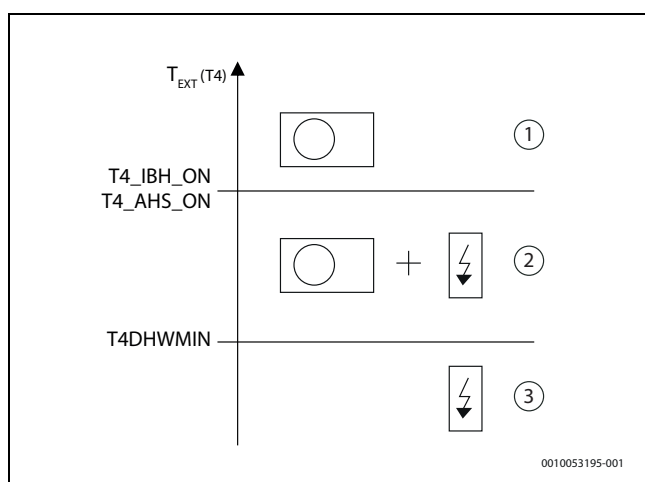 T_EXT (T4)
1
T4_IBH_ON
T4_AHS_ON
+
2
T4DHWMIN
3
0010053195-001